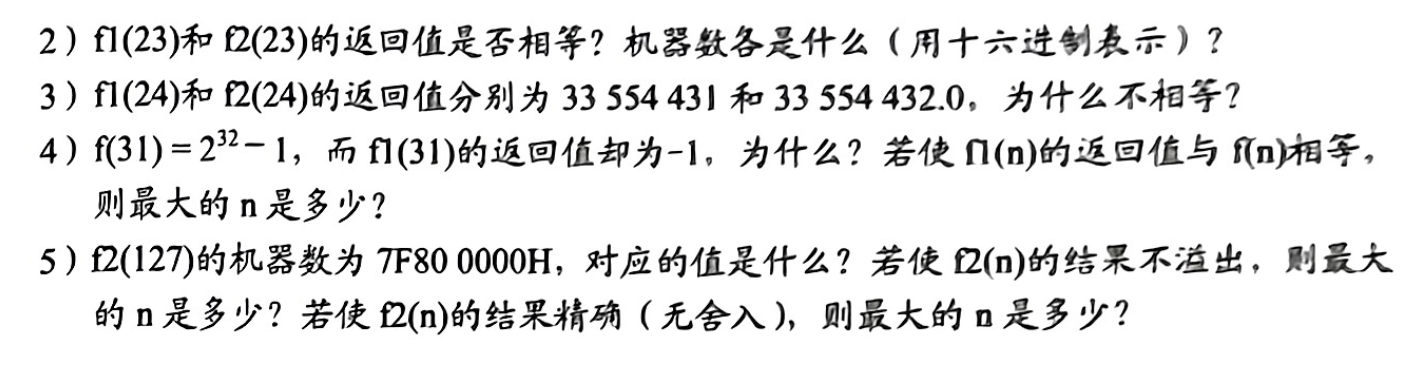 2）f1(23)和 f2(23)的返回值是否相等？机器数各是什么（用十六进制表示）？
3）f1(24)和 f2(24)的返回值分别为 33 554 431 和 33 554 432.0，为什么不相等？
4）f(31) = 2³² − 1，而 f1(31)的返回值却为−1，为什么？若使 f1(n)的返回值与 f(n)相等，
则最大的 n 是多少？
5）f2(127)的机器数为 7F80 0000H，对应的值是什么？若使 f2(n)的结果不溢出，则最大
的 n 是多少？若使 f2(n)的结果精确（无舍入），则最大的 n 是多少？